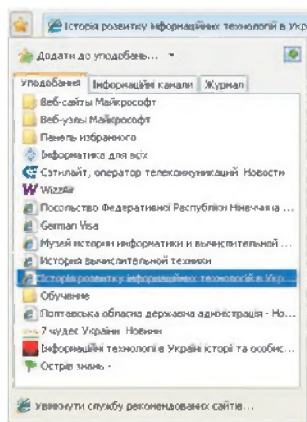 Історія розвитку інформаційних технологій в Укр
Додати до уподобань...
Уподобання Інформаційні канали Журнал
Веб-сайты Майкрософт
Веб-узлы Майкрософт
Панель избранного
Інформатика для всіх
Сэтилайт, оператор телекоммуникаций Новости
WizzAir
Посольство Федеративної Республіки Німеччина ...
German Visa
Музей истории информатики и вычислительной ...
История вычислительной техники
Історія розвитку інформаційних технологій в Укр...
Обучение
Полтавська обласна державна адміністрація - Но...
7 чудес України Новини
Інформаційні технології в Україні історії та особис...
Острів знань -
Увімкнути службу рекомендованих сайтів...